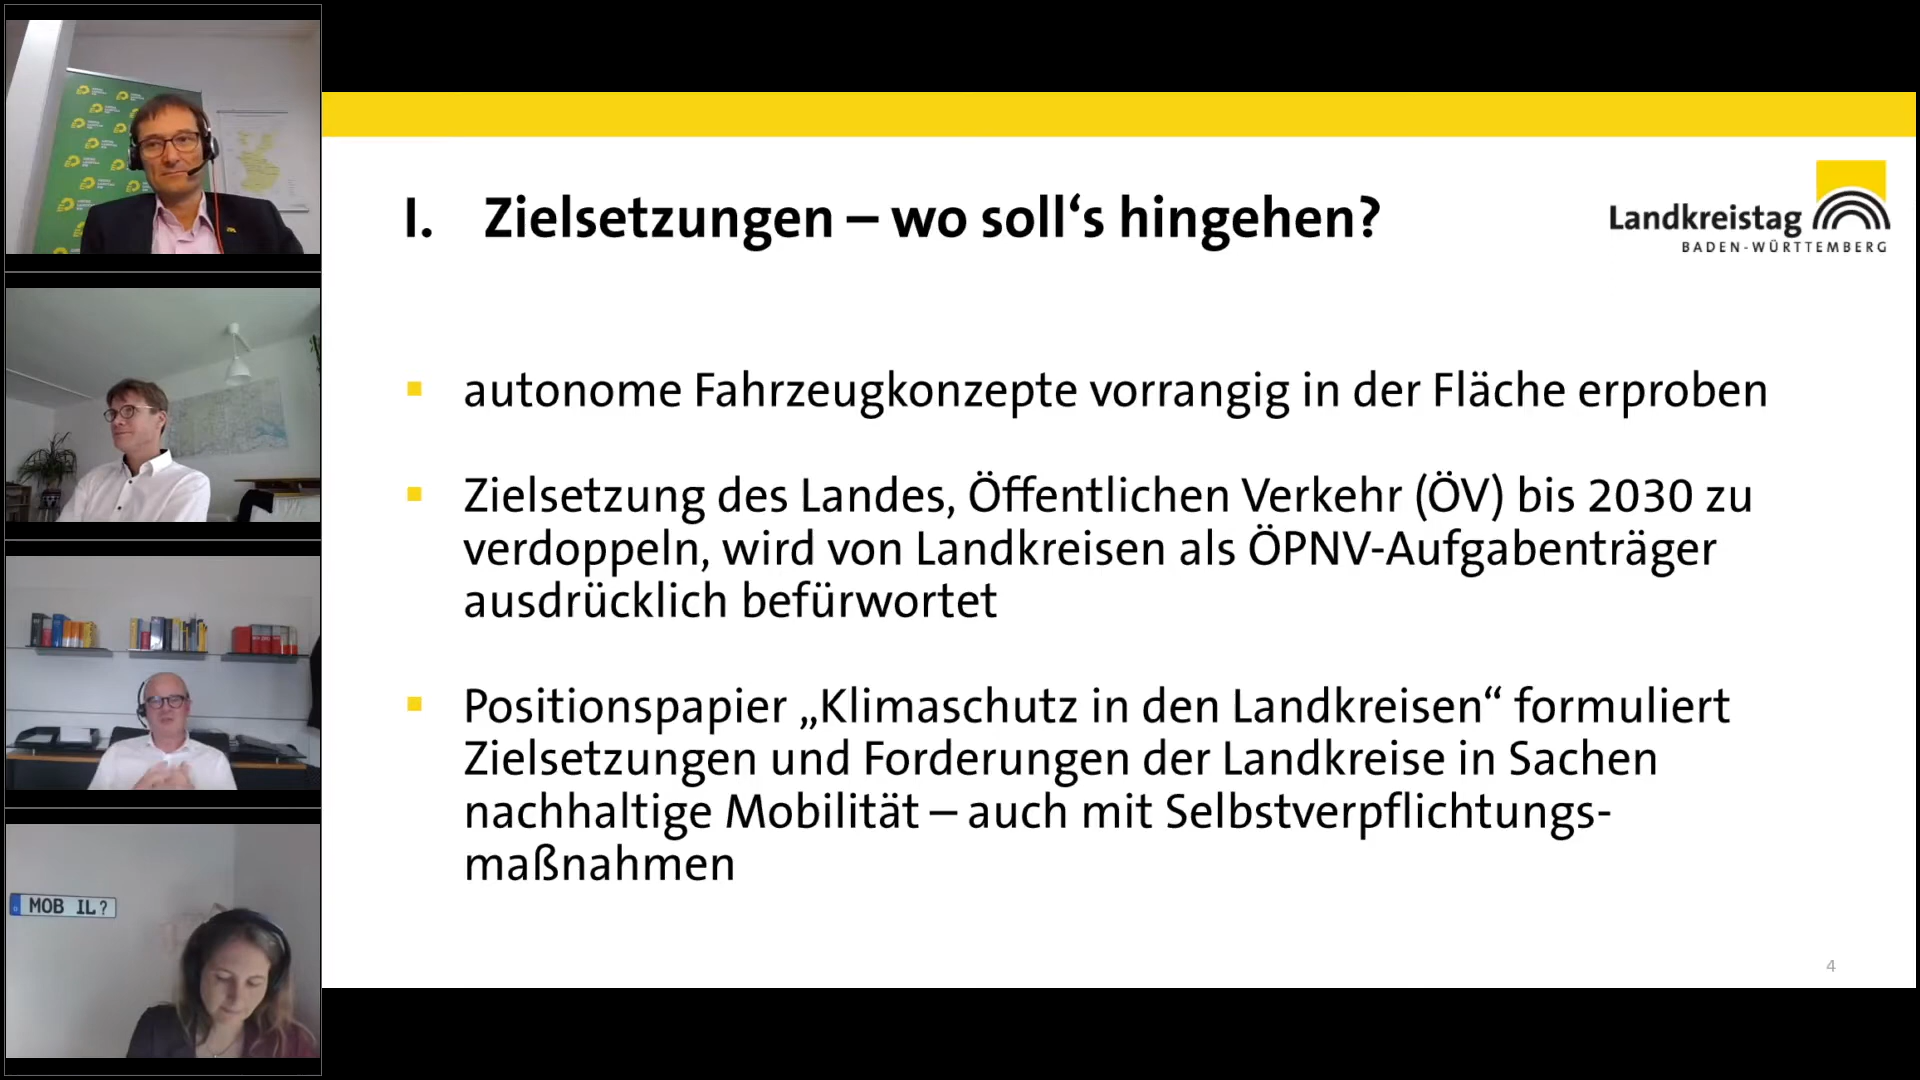 I. Zielsetzungen – wo soll‘s hingehen?
Landkreistag
BADEN-WÜRTTEMBERG
autonome Fahrzeugkonzepte vorrangig in der Fläche erproben
Zielsetzung des Landes, Öffentlichen Verkehr (ÖV) bis 2030 zu
verdoppeln, wird von Landkreisen als ÖPNV-Aufgabenträger
ausdrücklich befürwortet
Positionspapier „Klimaschutz in den Landkreisen“ formuliert
Zielsetzungen und Forderungen der Landkreise in Sachen
nachhaltige Mobilität – auch mit Selbstverpflichtungs-
maßnahmen
4
MOB IL?